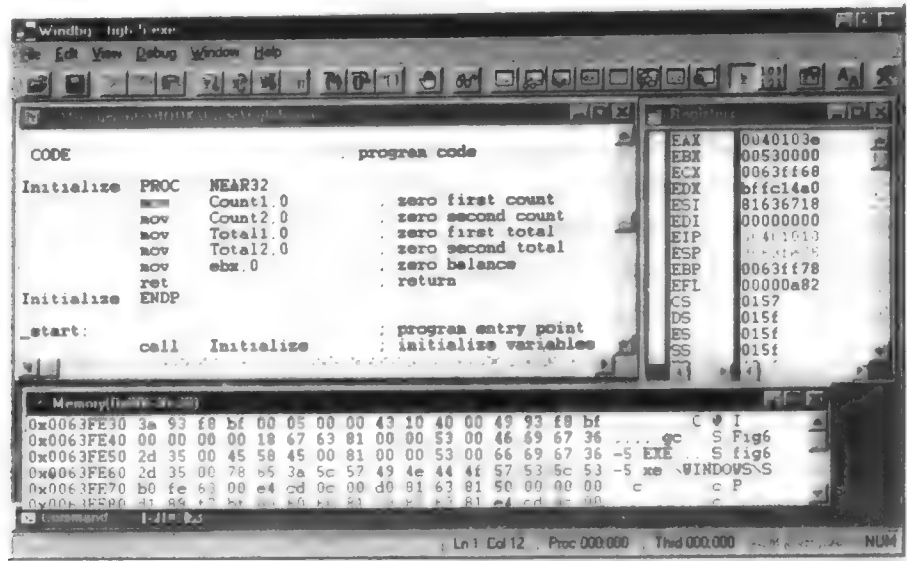 Windbg
File Edit View Debug Window Help
Registers
CODE . program code
Initialize PROC NEAR32
Count1.0 . zero first count
mov Count2.0 . zero second count
mov Total1.0 . zero first total
mov Total2.0 . zero second total
mov ebx.0 . zero balance
ret . return
Initialize ENDP
_start: ; program entry point
call Initialize ; initialize variables
EAX 0040103e
EBX 00530000
ECX 0063ff68
EDX bffc14a0
ESI 81636718
EDI 00000000
EIP
ESP
EBP 0063ff78
EFL 00000a82
CS 0157
DS 015f
ES 015f
SS 015f
0x0063FE30 3a 93 f8 bf 00 05 00 00 43 10 40 00 49 93 f8 bf C @ I
0x0063FE40 00 00 00 00 18 67 63 81 00 00 53 00 46 69 67 36 ..... gc S Fig6
0x0063FE50 2d 35 00 45 58 45 00 81 00 00 53 00 66 69 67 36 -5 EXE .. S fig6
0x0063FE60 2d 35 00 78 65 3a 5c 57 49 4e 44 4f 57 53 5c 53 -5 xe \WINDOWS\S
0x0063FE70 b0 fe 63 00 e4 cd 0c 00 d0 81 63 81 50 00 00 00 c c P
0x0063FE80
Command
Ln 1 Col 12 Proc 000:000 Thrd 000:000 NUM